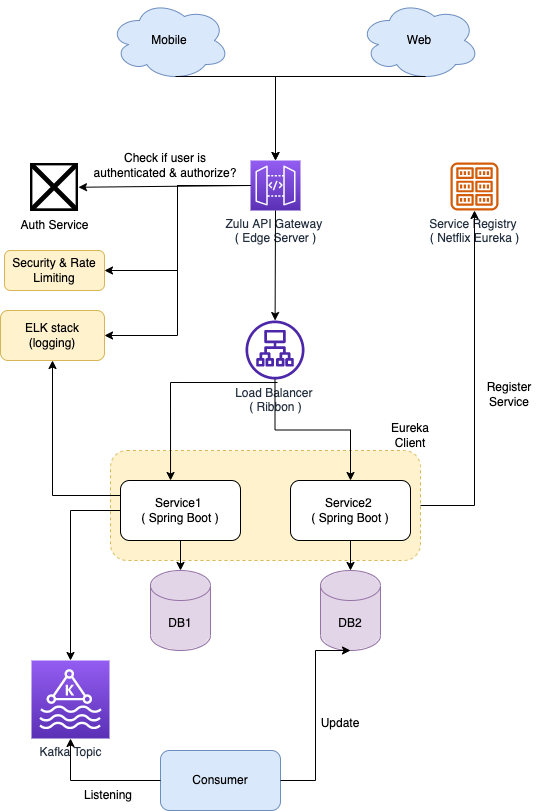 Mobile
Web
Check if user is
authenticated & authorize?
Auth Service
Zulu API Gateway
( Edge Server )
Service Registry
( Netflix Eureka )
Security & Rate
Limiting
ELK stack
(logging)
Load Balancer
( Ribbon )
Register
Service
Eureka
Client
Service1
( Spring Boot )
Service2
( Spring Boot )
DB1
DB2
K
Kafka Topic
Update
Consumer
Listening